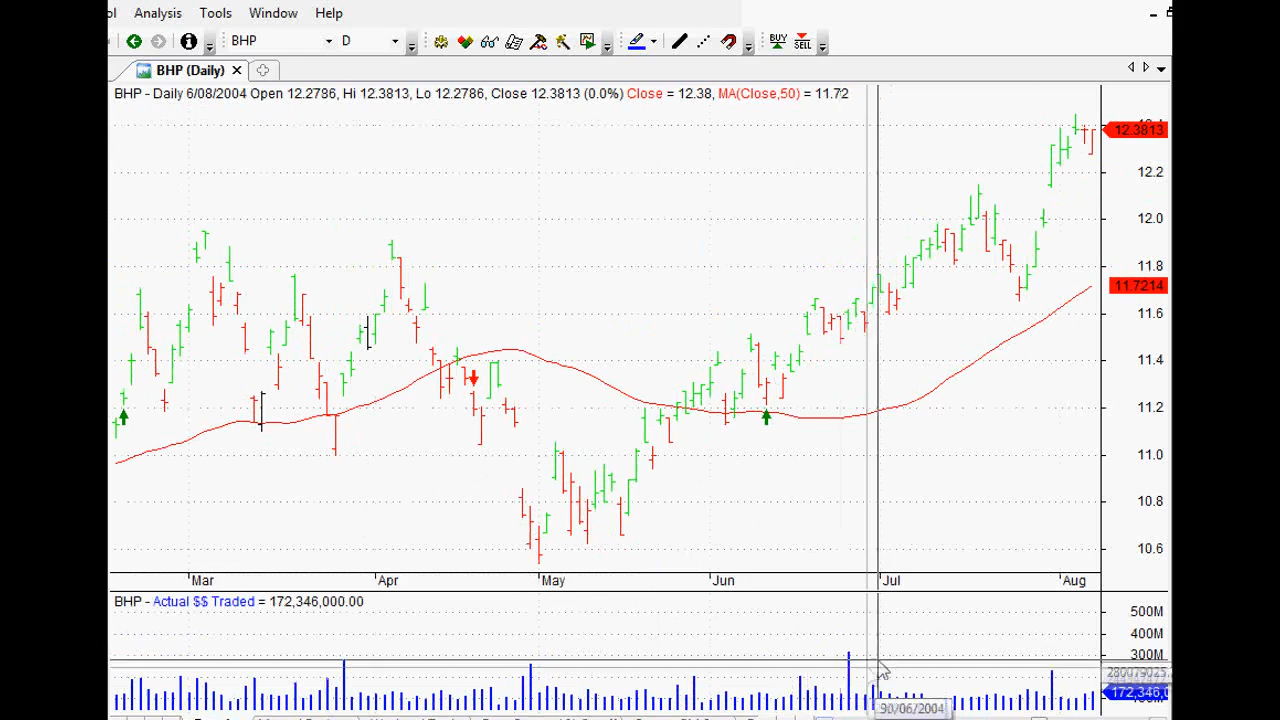 Analysis Tools Window Help
BHP D BUY SELL
BHP (Daily)
BHP - Daily 6/08/2004 Open 12.2786, Hi 12.3813, Lo 12.2786, Close 12.3813 (0.0%) Close = 12.38, MA(Close,50) = 11.72
12.3813
12.2
12.0
11.8
11.7214
11.6
11.4
11.2
11.0
10.8
10.6
Mar Apr May Jun Jul Aug
BHP - Actual $$ Traded = 172,346,000.00
500M
400M
300M
172,346,0
/06/2004